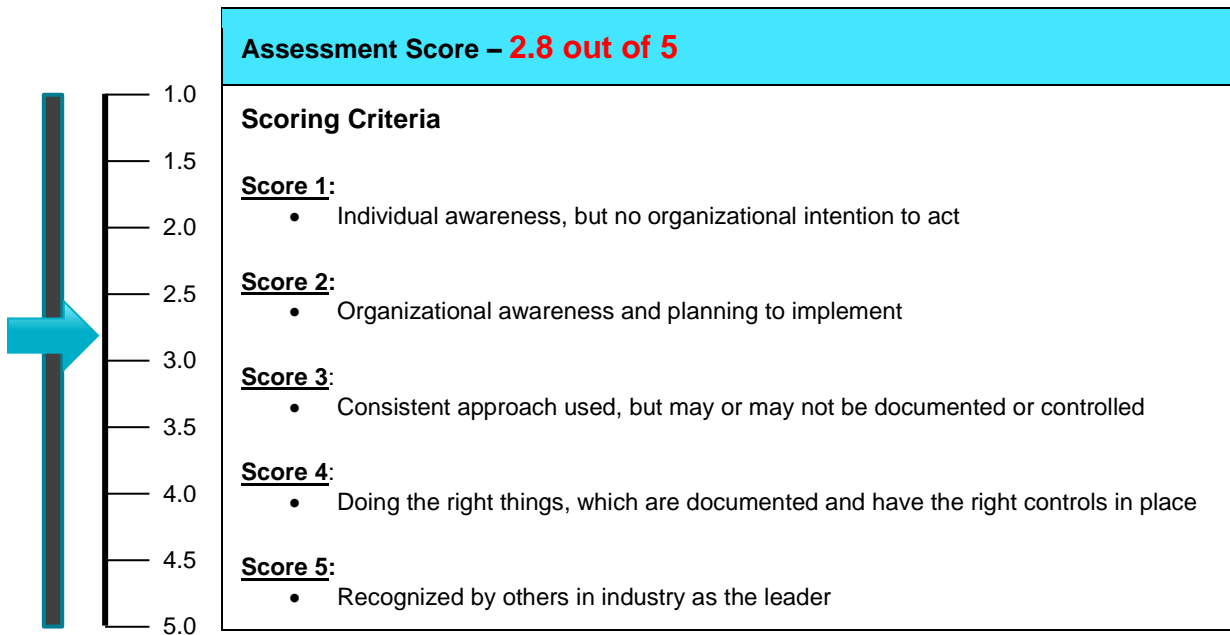 Assessment Score – 2.8 out of 5
1.0
1.5
2.0
2.5
3.0
3.5
4.0
4.5
5.0
Scoring Criteria
Score 1:
• Individual awareness, but no organizational intention to act
Score 2:
• Organizational awareness and planning to implement
Score 3:
• Consistent approach used, but may or may not be documented or controlled
Score 4:
• Doing the right things, which are documented and have the right controls in place
Score 5:
• Recognized by others in industry as the leader